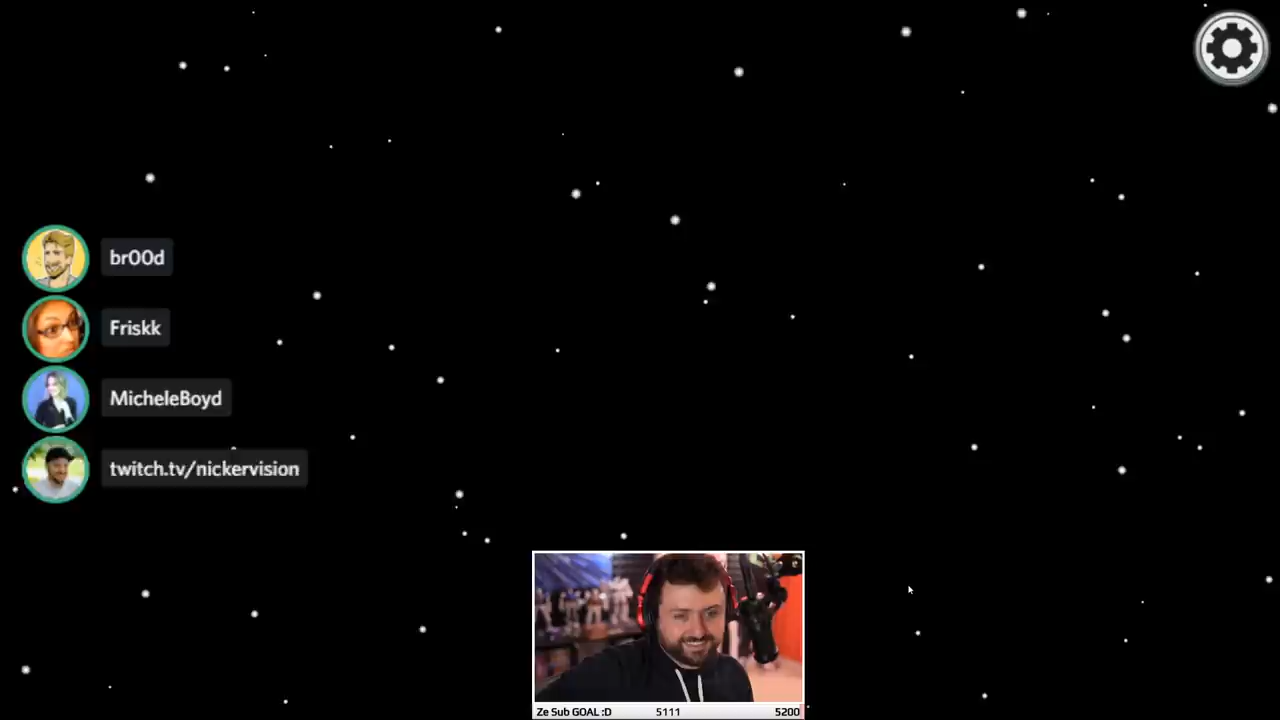 br00d
Friskk
MicheleBoyd
twitch.tv/nickervision
Ze Sub GOAL :D 5111 5200